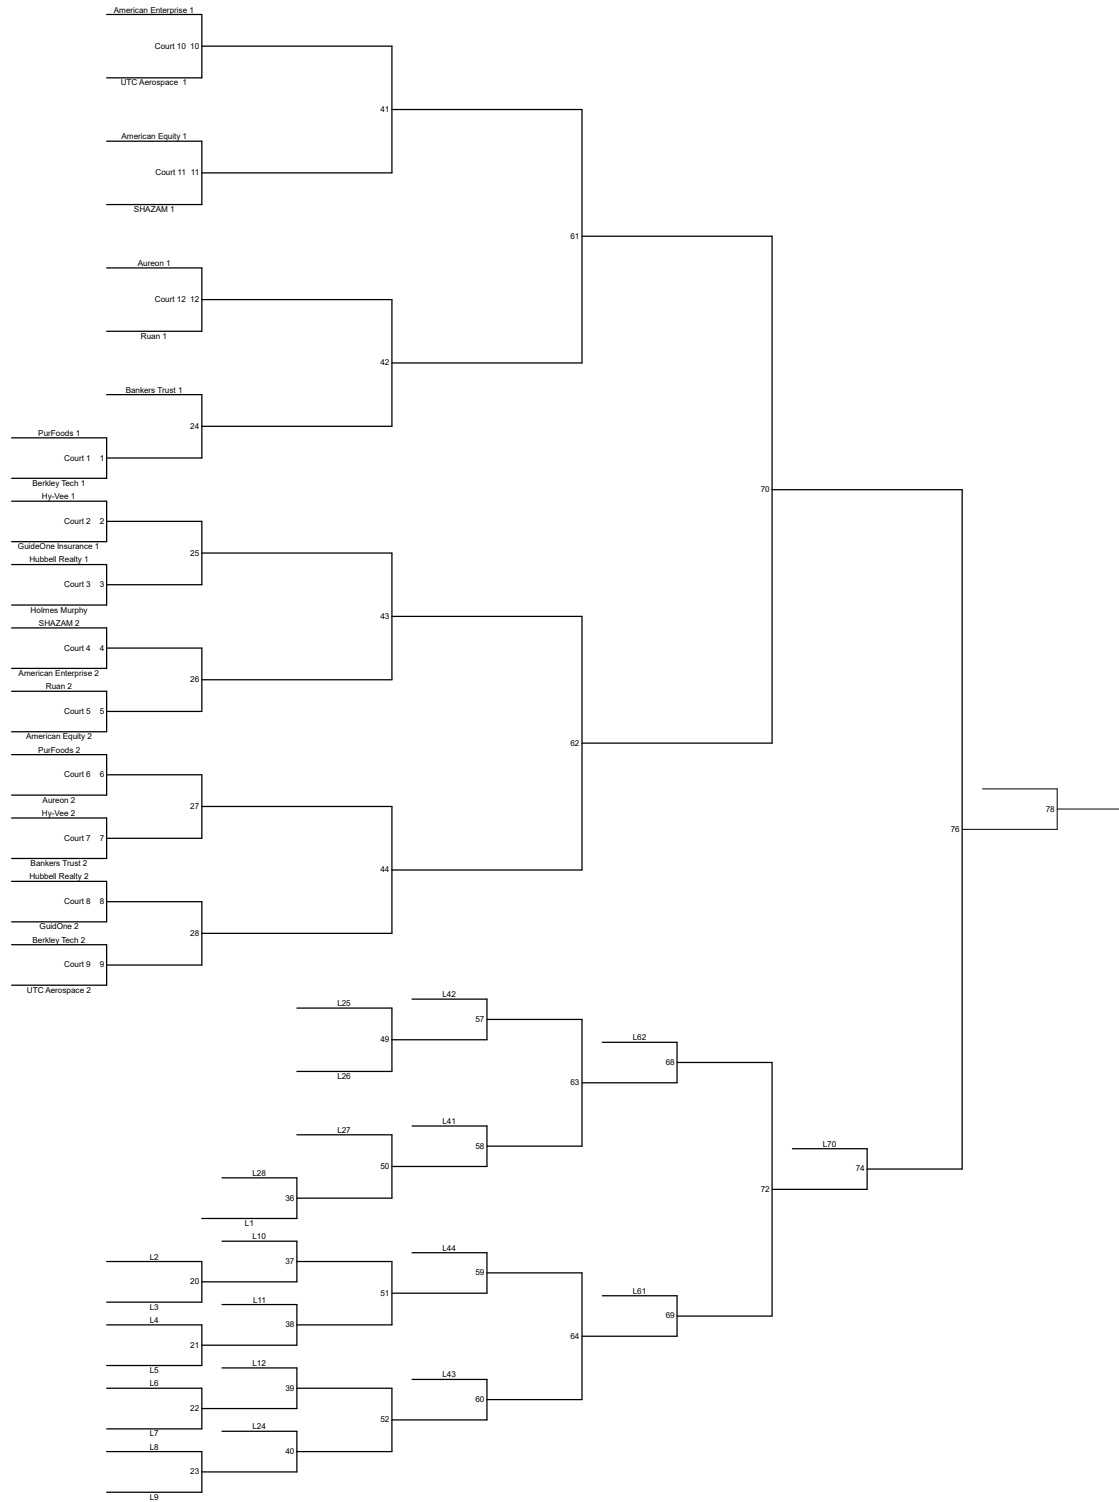 American Enterprise 1
Court 10 10
UTC Aerospace 1
41
American Equity 1
Court 11 11
SHAZAM 1
61
Aureon 1
Court 12 12
Ruan 1
42
Bankers Trust 1
24
PurFoods 1
Court 1 1
Berkley Tech 1
70
Hy-Vee 1
Court 2 2
GuideOne Insurance 1
25
Hubbell Realty 1
Court 3 3
Holmes Murphy
43
SHAZAM 2
Court 4 4
American Enterprise 2
26
Ruan 2
Court 5 5
American Equity 2
62
PurFoods 2
Court 6 6
Aureon 2
27
Hy-Vee 2
Court 7 7
Bankers Trust 2
78
76
44
Hubbell Realty 2
Court 8 8
GuidOne 2
28
Berkley Tech 2
Court 9 9
UTC Aerospace 2
L42
L25
57
49
L62
68
L26
63
L41
L27
58
L70
50
74
L28
72
36
L1
L10
L44
L2
37
59
20
51
L61
L3
L11
69
L4
38
64
21
L12
L5
L43
L6
39
60
22
52
L24
L7
L8
40
23
L9